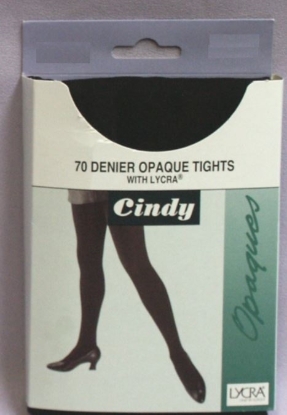 70 DENIER OPAQUE TIGHTS
WITH LYCRA®
Cindy
Opaques
LYCRA